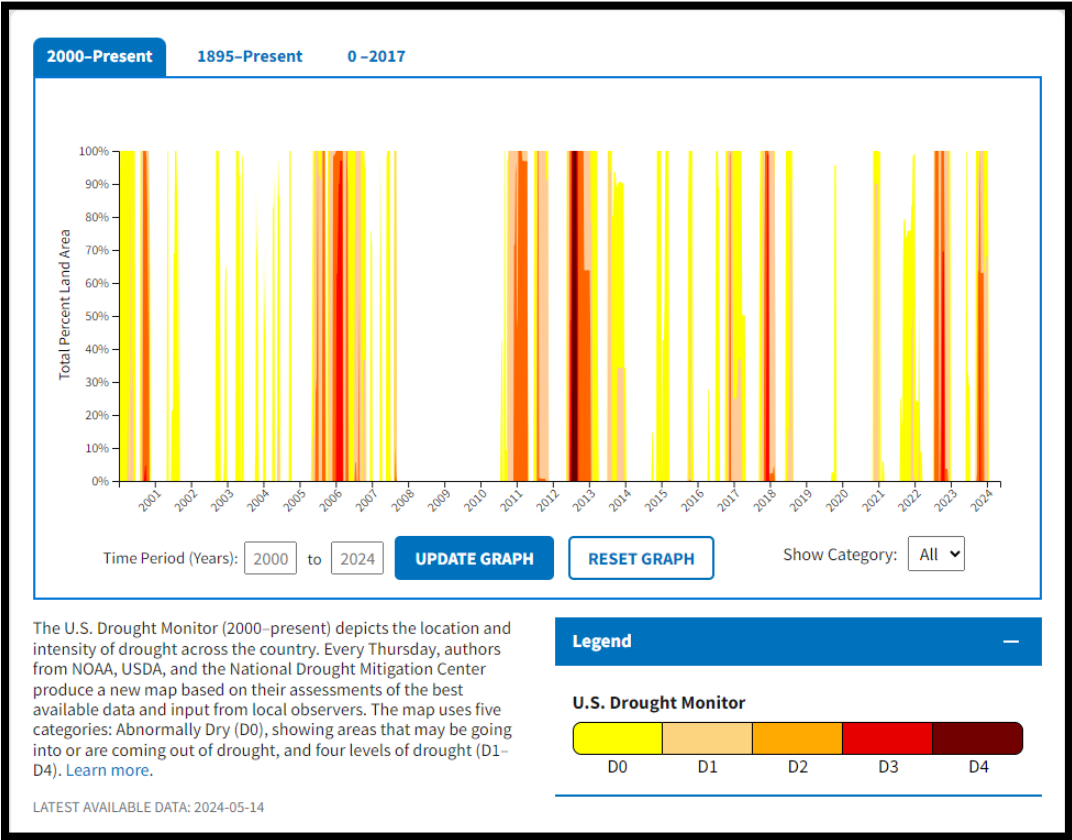 2000–Present 1895–Present 0 –2017
100%
90%
80%
70%
60%
50%
40%
30%
20%
10%
0%
Total Percent Land Area
2001 2002 2003 2004 2005 2006 2007 2008 2009 2010 2011 2012 2013 2014 2015 2016 2017 2018 2019 2020 2021 2022 2023 2024
Time Period (Years): 2000 to 2024 UPDATE GRAPH RESET GRAPH Show Category: All
The U.S. Drought Monitor (2000–present) depicts the location and
intensity of drought across the country. Every Thursday, authors
from NOAA, USDA, and the National Drought Mitigation Center
produce a new map based on their assessments of the best
available data and input from local observers. The map uses five
categories: Abnormally Dry (D0), showing areas that may be going
into or are coming out of drought, and four levels of drought (D1–
D4). Learn more.
LATEST AVAILABLE DATA: 2024-05-14
Legend
U.S. Drought Monitor
D0 D1 D2 D3 D4